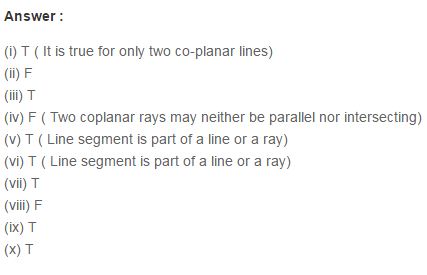 Answer :
(i) T ( It is true for only two co-planar lines)
(ii) F
(iii) T
(iv) F ( Two coplanar rays may neither be parallel nor intersecting)
(v) T ( Line segment is part of a line or a ray)
(vi) T ( Line segment is part of a line or a ray)
(vii) T
(viii) F
(ix) T
(x) T